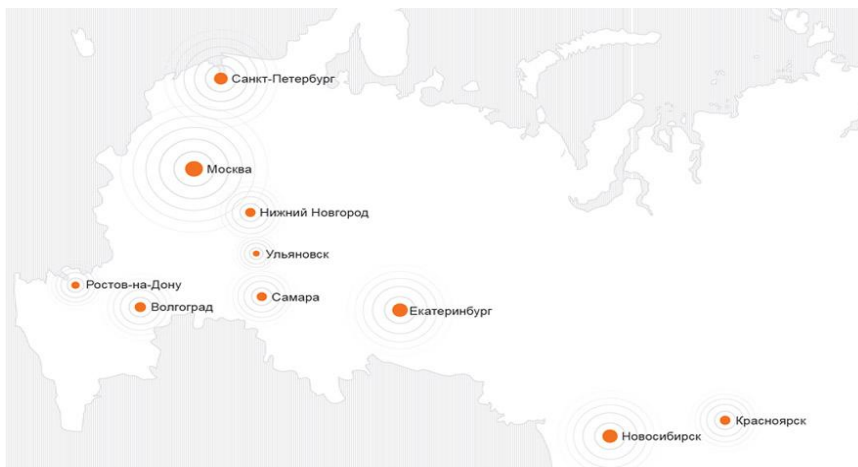 Санкт-Петербург
Москва
Нижний Новгород
Ульяновск
Ростов-на-Дону
Самара
Волгоград
Екатеринбург
Красноярск
Новосибирск